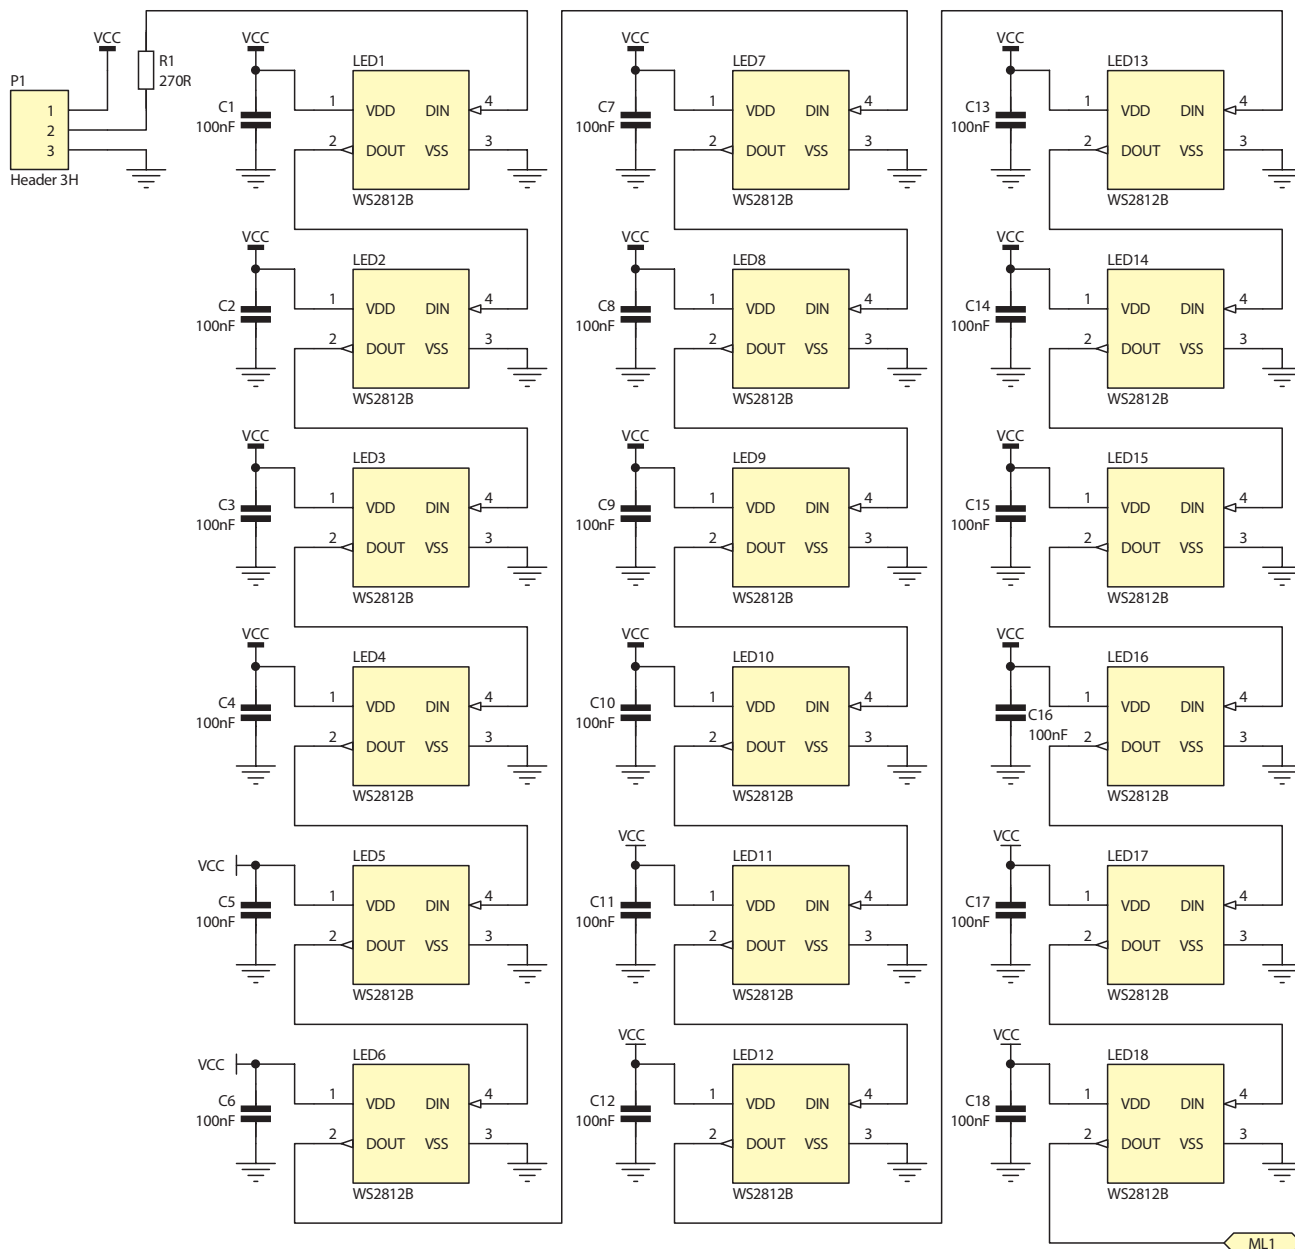 P1
1
2
3
Header 3H
VCC
R1
270R
VCC
C1
100nF
LED1
1 VDD DIN 4
2 DOUT VSS 3
WS2812B
VCC
C2
100nF
LED2
1 VDD DIN 4
2 DOUT VSS 3
WS2812B
VCC
C3
100nF
LED3
1 VDD DIN 4
2 DOUT VSS 3
WS2812B
VCC
C4
100nF
LED4
1 VDD DIN 4
2 DOUT VSS 3
WS2812B
VCC
C5
100nF
LED5
1 VDD DIN 4
2 DOUT VSS 3
WS2812B
VCC
C6
100nF
LED6
1 VDD DIN 4
2 DOUT VSS 3
WS2812B
VCC
C7
100nF
LED7
1 VDD DIN 4
2 DOUT VSS 3
WS2812B
VCC
C8
100nF
LED8
1 VDD DIN 4
2 DOUT VSS 3
WS2812B
VCC
C9
100nF
LED9
1 VDD DIN 4
2 DOUT VSS 3
WS2812B
VCC
C10
100nF
LED10
1 VDD DIN 4
2 DOUT VSS 3
WS2812B
VCC
C11
100nF
LED11
1 VDD DIN 4
2 DOUT VSS 3
WS2812B
VCC
C12
100nF
LED12
1 VDD DIN 4
2 DOUT VSS 3
WS2812B
VCC
C13
100nF
LED13
1 VDD DIN 4
2 DOUT VSS 3
WS2812B
VCC
C14
100nF
LED14
1 VDD DIN 4
2 DOUT VSS 3
WS2812B
VCC
C15
100nF
LED15
1 VDD DIN 4
2 DOUT VSS 3
WS2812B
VCC
C16
100nF
LED16
1 VDD DIN 4
2 DOUT VSS 3
WS2812B
VCC
C17
100nF
LED17
1 VDD DIN 4
2 DOUT VSS 3
WS2812B
VCC
C18
100nF
LED18
1 VDD DIN 4
2 DOUT VSS 3
WS2812B
ML1